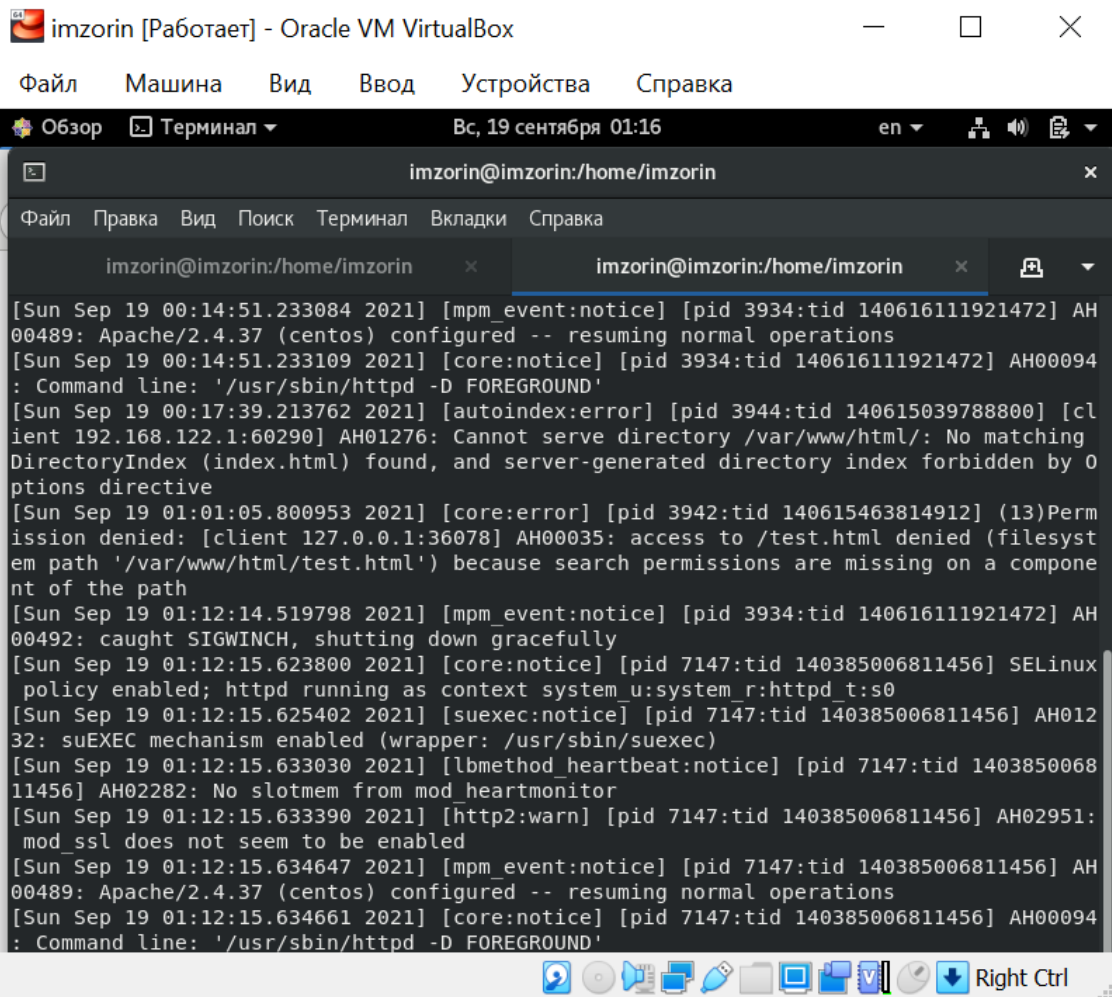 64
imzorin [Работает] - Oracle VM VirtualBox
Файл Машина Вид Ввод Устройства Справка
Обзор Терминал Вс, 19 сентября 01:16 en
imzorin@imzorin:/home/imzorin
Файл Правка Вид Поиск Терминал Вкладки Справка
imzorin@imzorin:/home/imzorin imzorin@imzorin:/home/imzorin
[Sun Sep 19 00:14:51.233084 2021] [mpm_event:notice] [pid 3934:tid 140616111921472] AH
00489: Apache/2.4.37 (centos) configured -- resuming normal operations
[Sun Sep 19 00:14:51.233109 2021] [core:notice] [pid 3934:tid 140616111921472] AH00094
: Command line: '/usr/sbin/httpd -D FOREGROUND'
[Sun Sep 19 00:17:39.213762 2021] [autoindex:error] [pid 3944:tid 140615039788800] [cl
ient 192.168.122.1:60290] AH01276: Cannot serve directory /var/www/html/: No matching
DirectoryIndex (index.html) found, and server-generated directory index forbidden by O
ptions directive
[Sun Sep 19 01:01:05.800953 2021] [core:error] [pid 3942:tid 140615463814912] (13)Perm
ission denied: [client 127.0.0.1:36078] AH00035: access to /test.html denied (filesyst
em path '/var/www/html/test.html') because search permissions are missing on a compone
nt of the path
[Sun Sep 19 01:12:14.519798 2021] [mpm_event:notice] [pid 3934:tid 140616111921472] AH
00492: caught SIGWINCH, shutting down gracefully
[Sun Sep 19 01:12:15.623800 2021] [core:notice] [pid 7147:tid 140385006811456] SELinux
policy enabled; httpd running as context system_u:system_r:httpd_t:s0
[Sun Sep 19 01:12:15.625402 2021] [suexec:notice] [pid 7147:tid 140385006811456] AH012
32: suEXEC mechanism enabled (wrapper: /usr/sbin/suexec)
[Sun Sep 19 01:12:15.633030 2021] [lbmethod_heartbeat:notice] [pid 7147:tid 1403850068
11456] AH02282: No slotmem from mod_heartmonitor
[Sun Sep 19 01:12:15.633390 2021] [http2:warn] [pid 7147:tid 140385006811456] AH02951:
mod_ssl does not seem to be enabled
[Sun Sep 19 01:12:15.634647 2021] [mpm_event:notice] [pid 7147:tid 140385006811456] AH
00489: Apache/2.4.37 (centos) configured -- resuming normal operations
[Sun Sep 19 01:12:15.634661 2021] [core:notice] [pid 7147:tid 140385006811456] AH00094
: Command line: '/usr/sbin/httpd -D FOREGROUND'
Right Ctrl